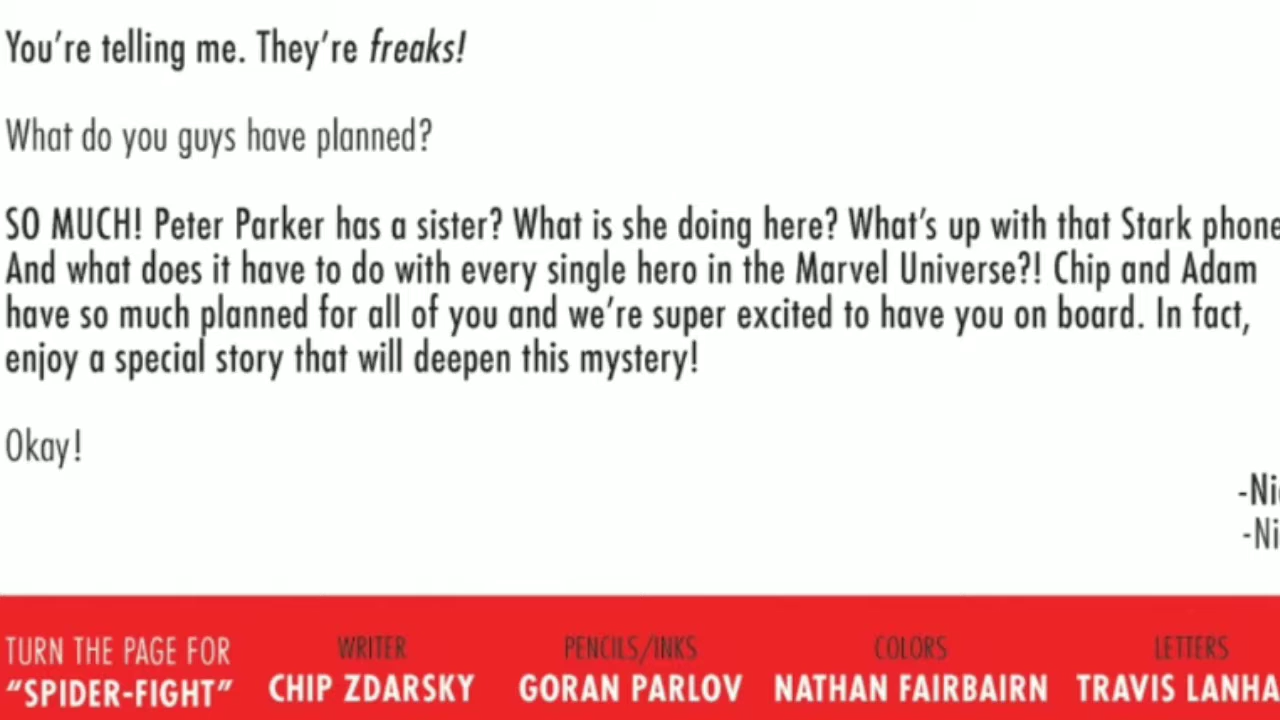 You're telling me. They're freaks!
What do you guys have planned?
SO MUCH! Peter Parker has a sister? What is she doing here? What's up with that Stark phone
And what does it have to do with every single hero in the Marvel Universe?! Chip and Adam
have so much planned for all of you and we're super excited to have you on board. In fact,
enjoy a special story that will deepen this mystery!
Okay!
TURN THE PAGE FOR
"SPIDER-FIGHT"
WRITER
CHIP ZDARSKY
PENCILS/INKS
GORAN PARLOV
COLORS
NATHAN FAIRBAIRN
LETTERS
TRAVIS